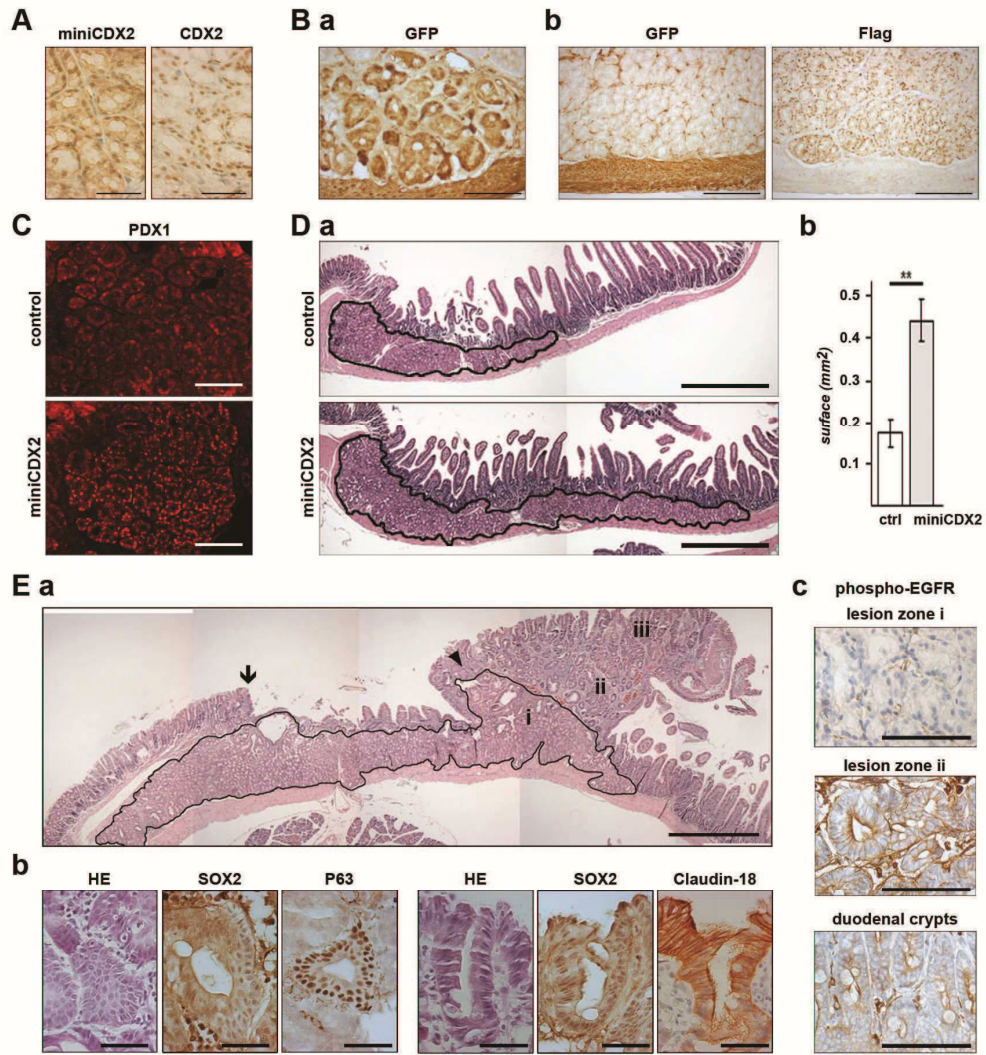 A
miniCDX2
CDX2
B a
GFP
b
GFP
Flag
C
PDX1
control
miniCDX2
D a
control
miniCDX2
b
**
surface (mm2)
0.5
0.4
0.3
0.2
0.1
ctrl
miniCDX2
E a
i
ii
iii
b
HE
SOX2
P63
HE
SOX2
Claudin-18
c
phospho-EGFR
lesion zone i
lesion zone ii
duodenal crypts